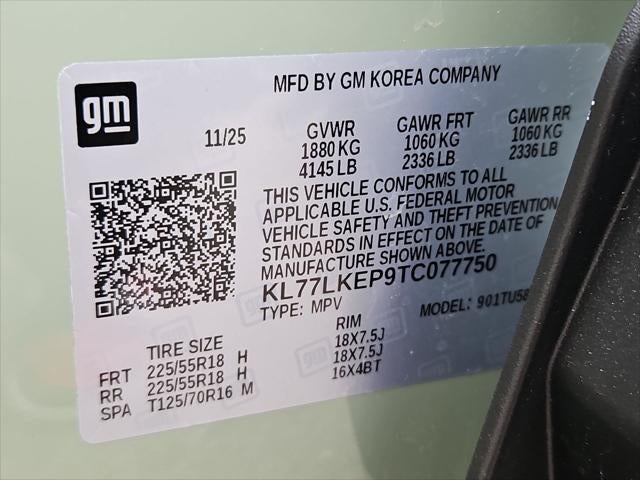 gm
MFD BY GM KOREA COMPANY
11/25 GVWR GAWR FRT GAWR RR
1880 KG 1060 KG 1060 KG
4145 LB 2336 LB 2336 LB
THIS VEHICLE CONFORMS TO ALL
APPLICABLE U.S. FEDERAL MOTOR
VEHICLE SAFETY AND THEFT PREVENTION
STANDARDS IN EFFECT ON THE DATE OF
MANUFACTURE SHOWN ABOVE.
KL77LKEP9TC077750
TYPE: MPV MODEL: 901TU58
TIRE SIZE RIM
FRT 225/55R18 H 18X7.5J
RR 225/55R18 H 18X7.5J
SPA T125/70R16 M 16X4BT